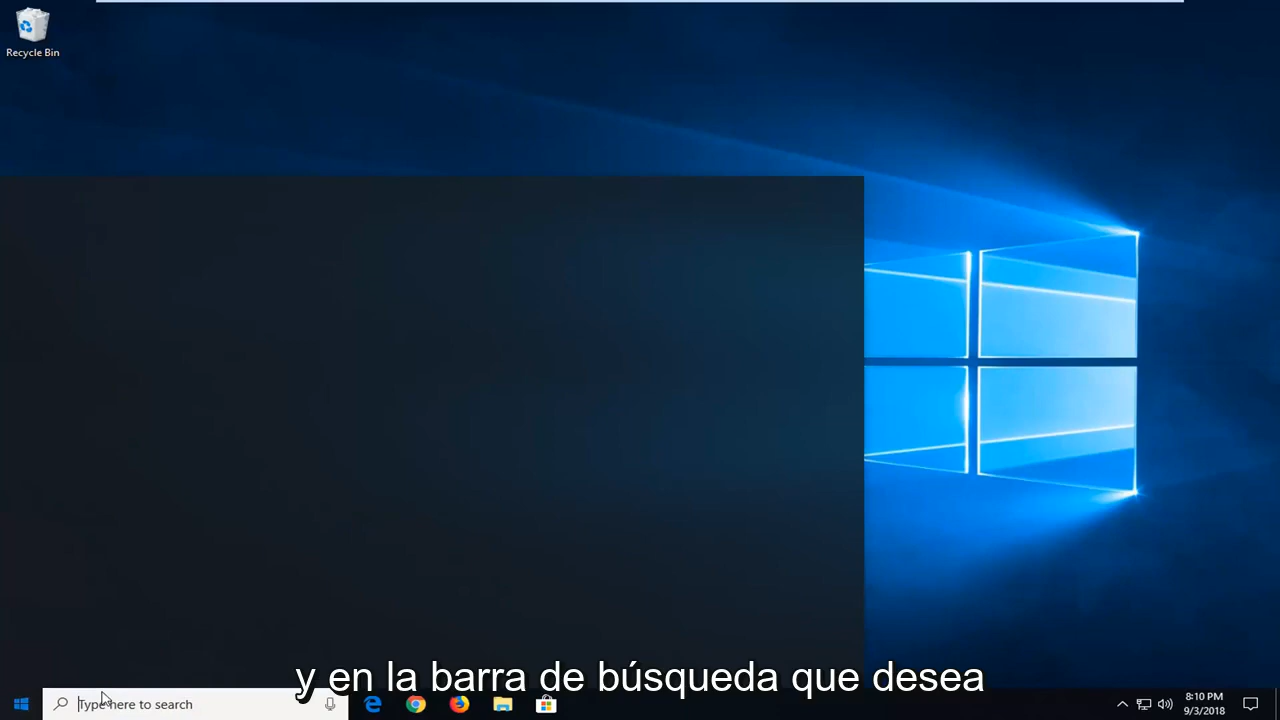 Recycle Bin
y en la barra de búsqueda que desea
Type here to search
8:10 PM
9/3/2018